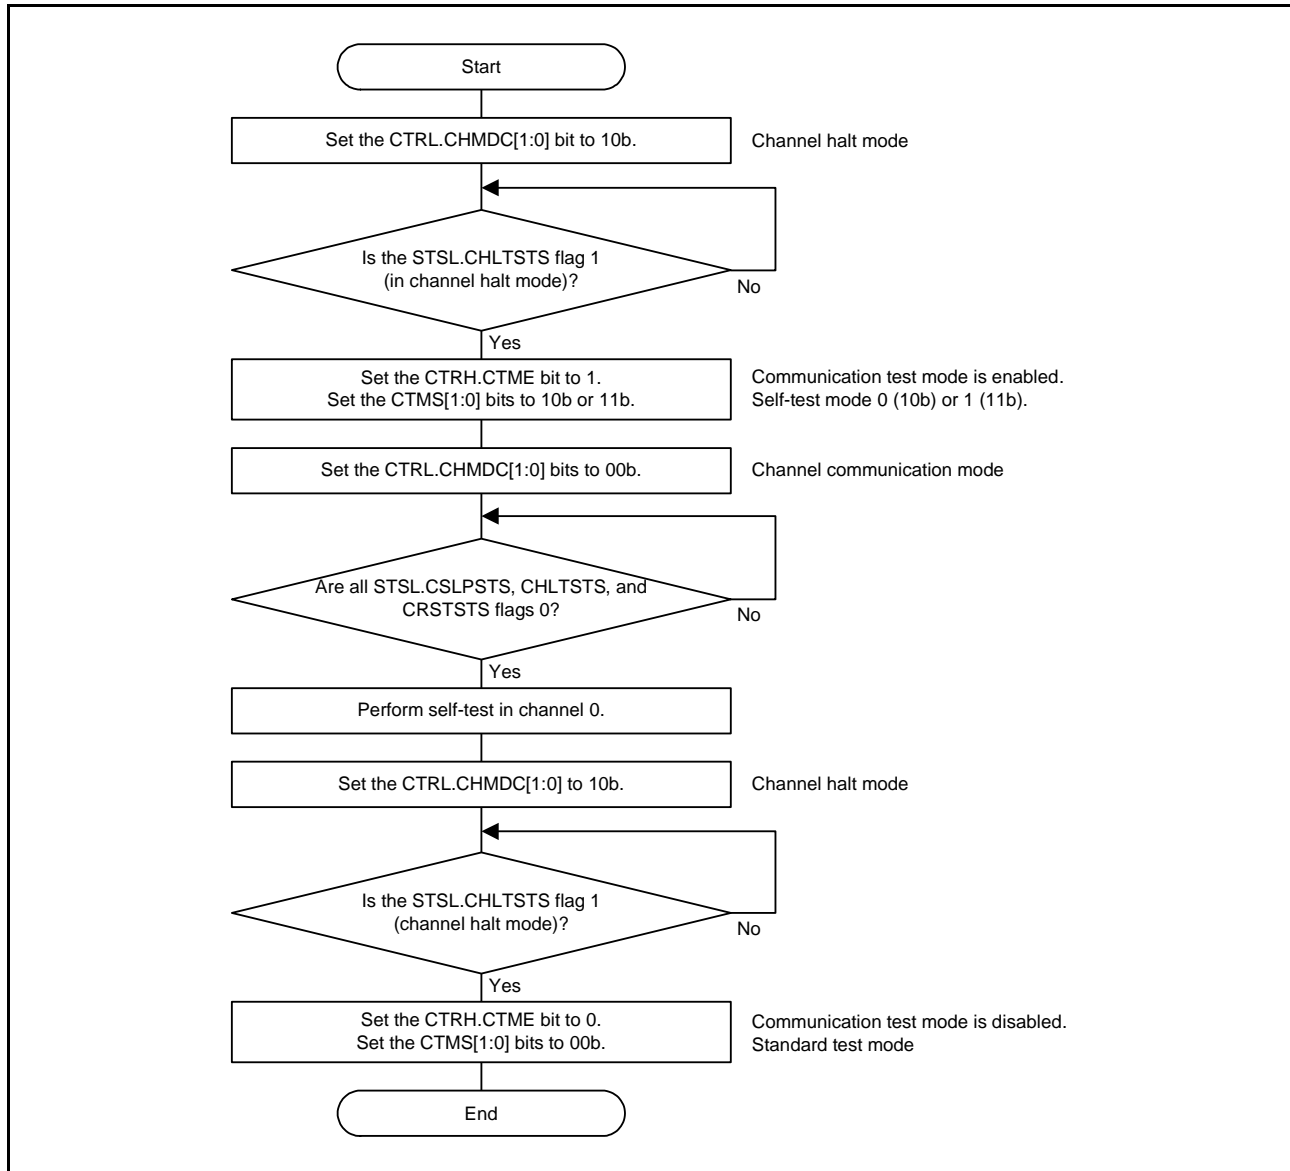 Start
Set the CTRL.CHMDC[1:0] bit to 10b.
Channel halt mode
Is the STSL.CHLTSTS flag 1
(in channel halt mode)?
No
Yes
Set the CTRH.CTME bit to 1.
Set the CTMS[1:0] bits to 10b or 11b.
Communication test mode is enabled.
Self-test mode 0 (10b) or 1 (11b).
Set the CTRL.CHMDC[1:0] bits to 00b.
Channel communication mode
Are all STSL.CSLPSTS, CHLTSTS, and
CRSTSTS flags 0?
No
Yes
Perform self-test in channel 0.
Set the CTRL.CHMDC[1:0] to 10b.
Channel halt mode
Is the STSL.CHLTSTS flag 1
(channel halt mode)?
No
Yes
Set the CTRH.CTME bit to 0.
Set the CTMS[1:0] bits to 00b.
Communication test mode is disabled.
Standard test mode
End